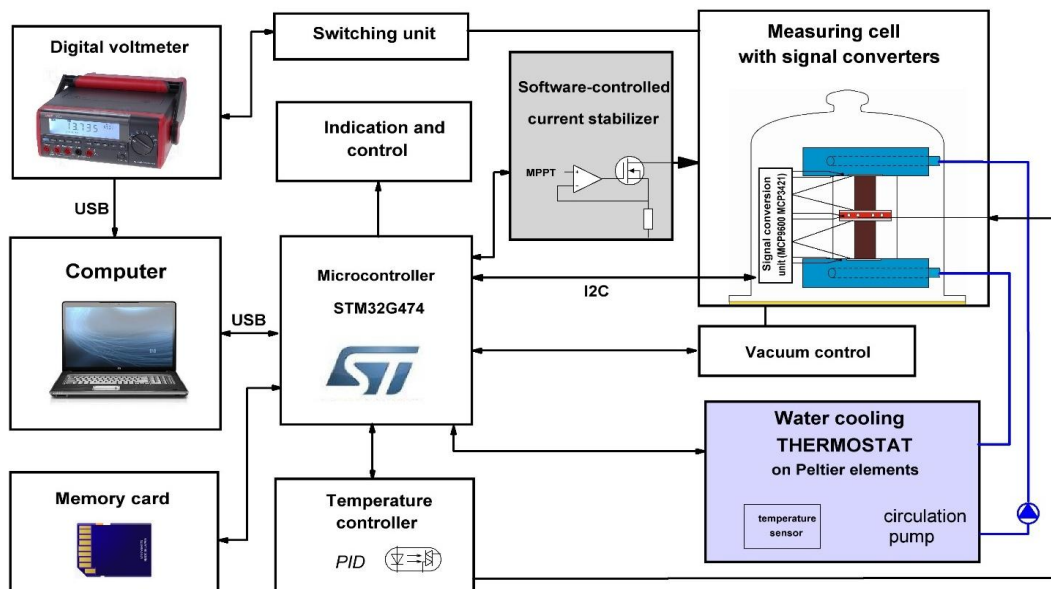 Digital voltmeter
Switching unit
Measuring cell
with signal converters
Software-controlled
current stabilizer
MPPT
Indication and
control
Signal conversion
unit (MCP9600 MCP3421)
USB
Computer
USB
Microcontroller
STM32G474
I2C
Vacuum control
Water cooling
THERMOSTAT
on Peltier elements
temperature
sensor
circulation
pump
Memory card
Temperature
controller
PID